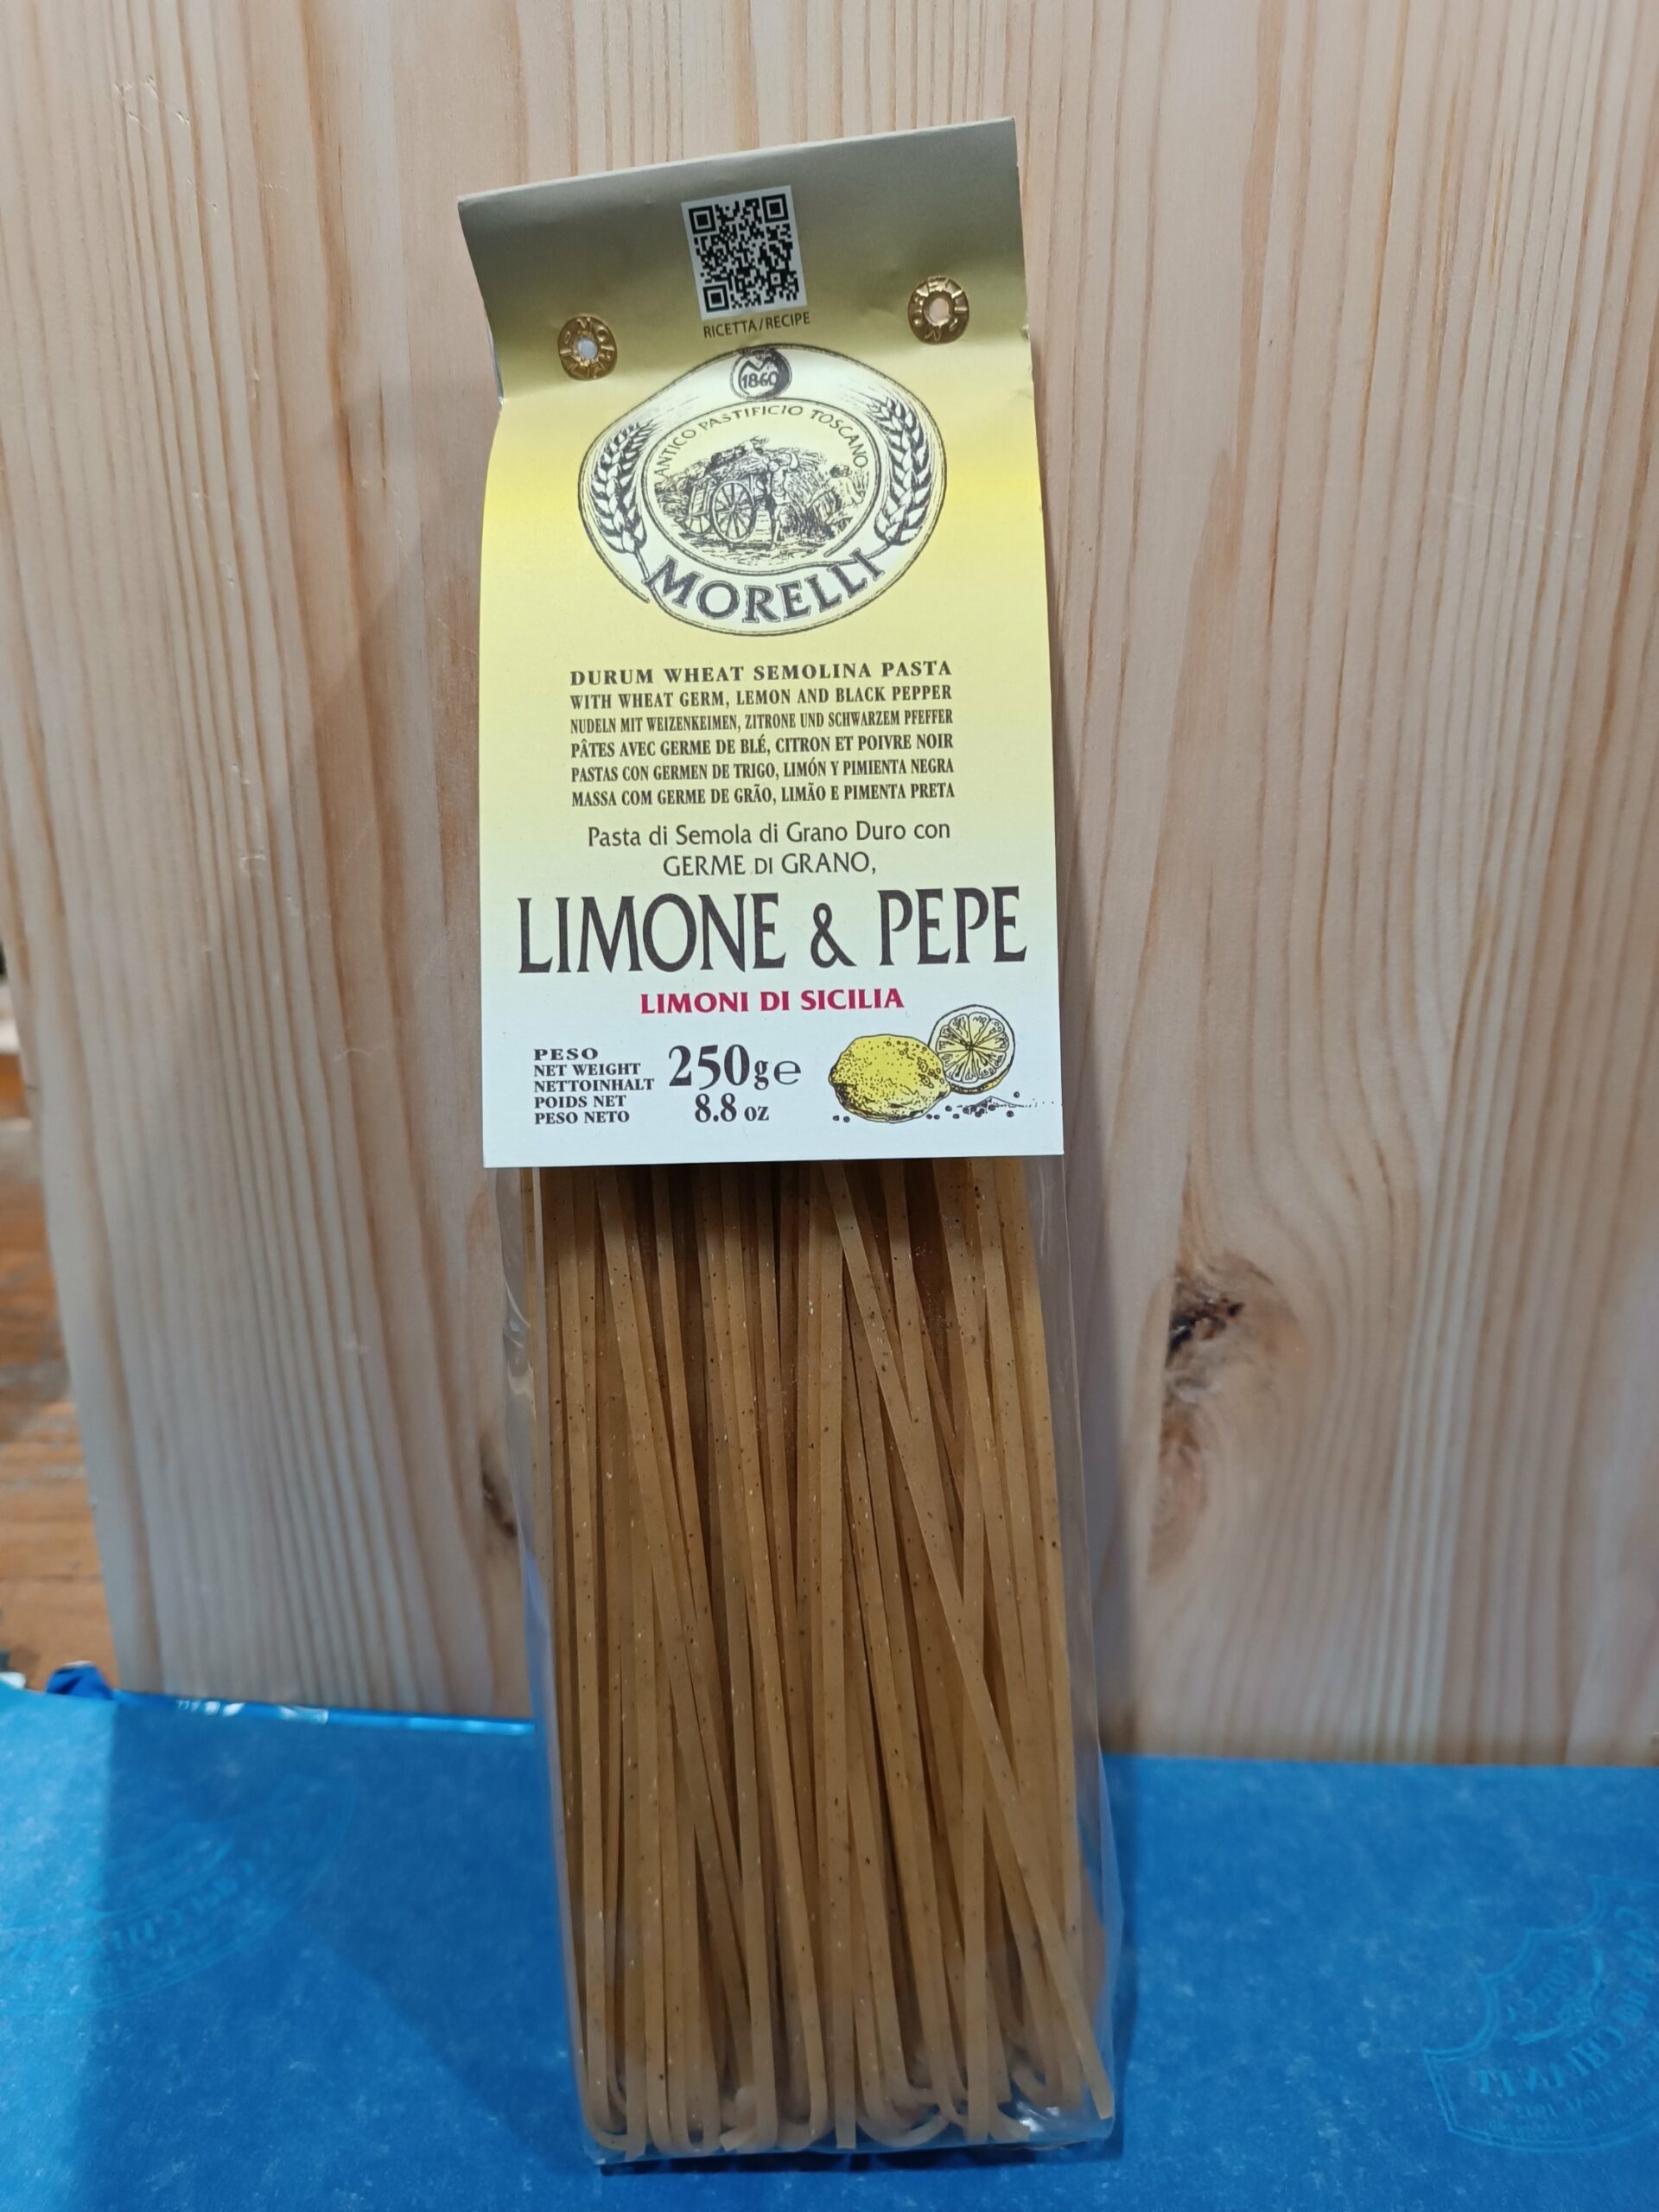 RICETTA/RECIPE
M
1860
ANTICO PASTIFICIO TOSCANO
MORELLI
DURUM WHEAT SEMOLINA PASTA
WITH WHEAT GERM, LEMON AND BLACK PEPPER
NUDELN MIT WEIZENKEIMEN, ZITRONE UND SCHWARZEM PFEFFER
PÂTES AVEC GERME DE BLÉ, CITRON ET POIVRE NOIR
PASTAS CON GERMEN DE TRIGO, LIMÓN Y PIMIENTA NEGRA
MASSA COM GERME DE GRÃO, LIMÃO E PIMENTA PRETA
Pasta di Semola di Grano Duro con
GERME DI GRANO,
LIMONE & PEPE
LIMONI DI SICILIA
PESO
NET WEIGHT
NETTOINHALT
POIDS NET
PESO NETO
250g℮
8.8 oz